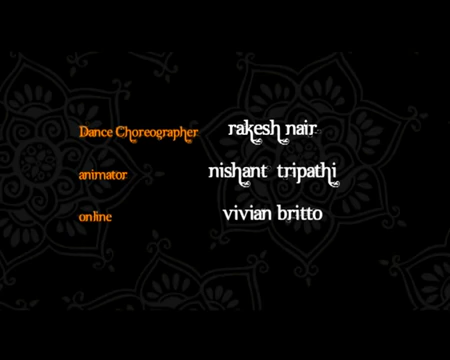 Dance Choreographer rakesh nair
animator nishant tripathi
online vivian britto